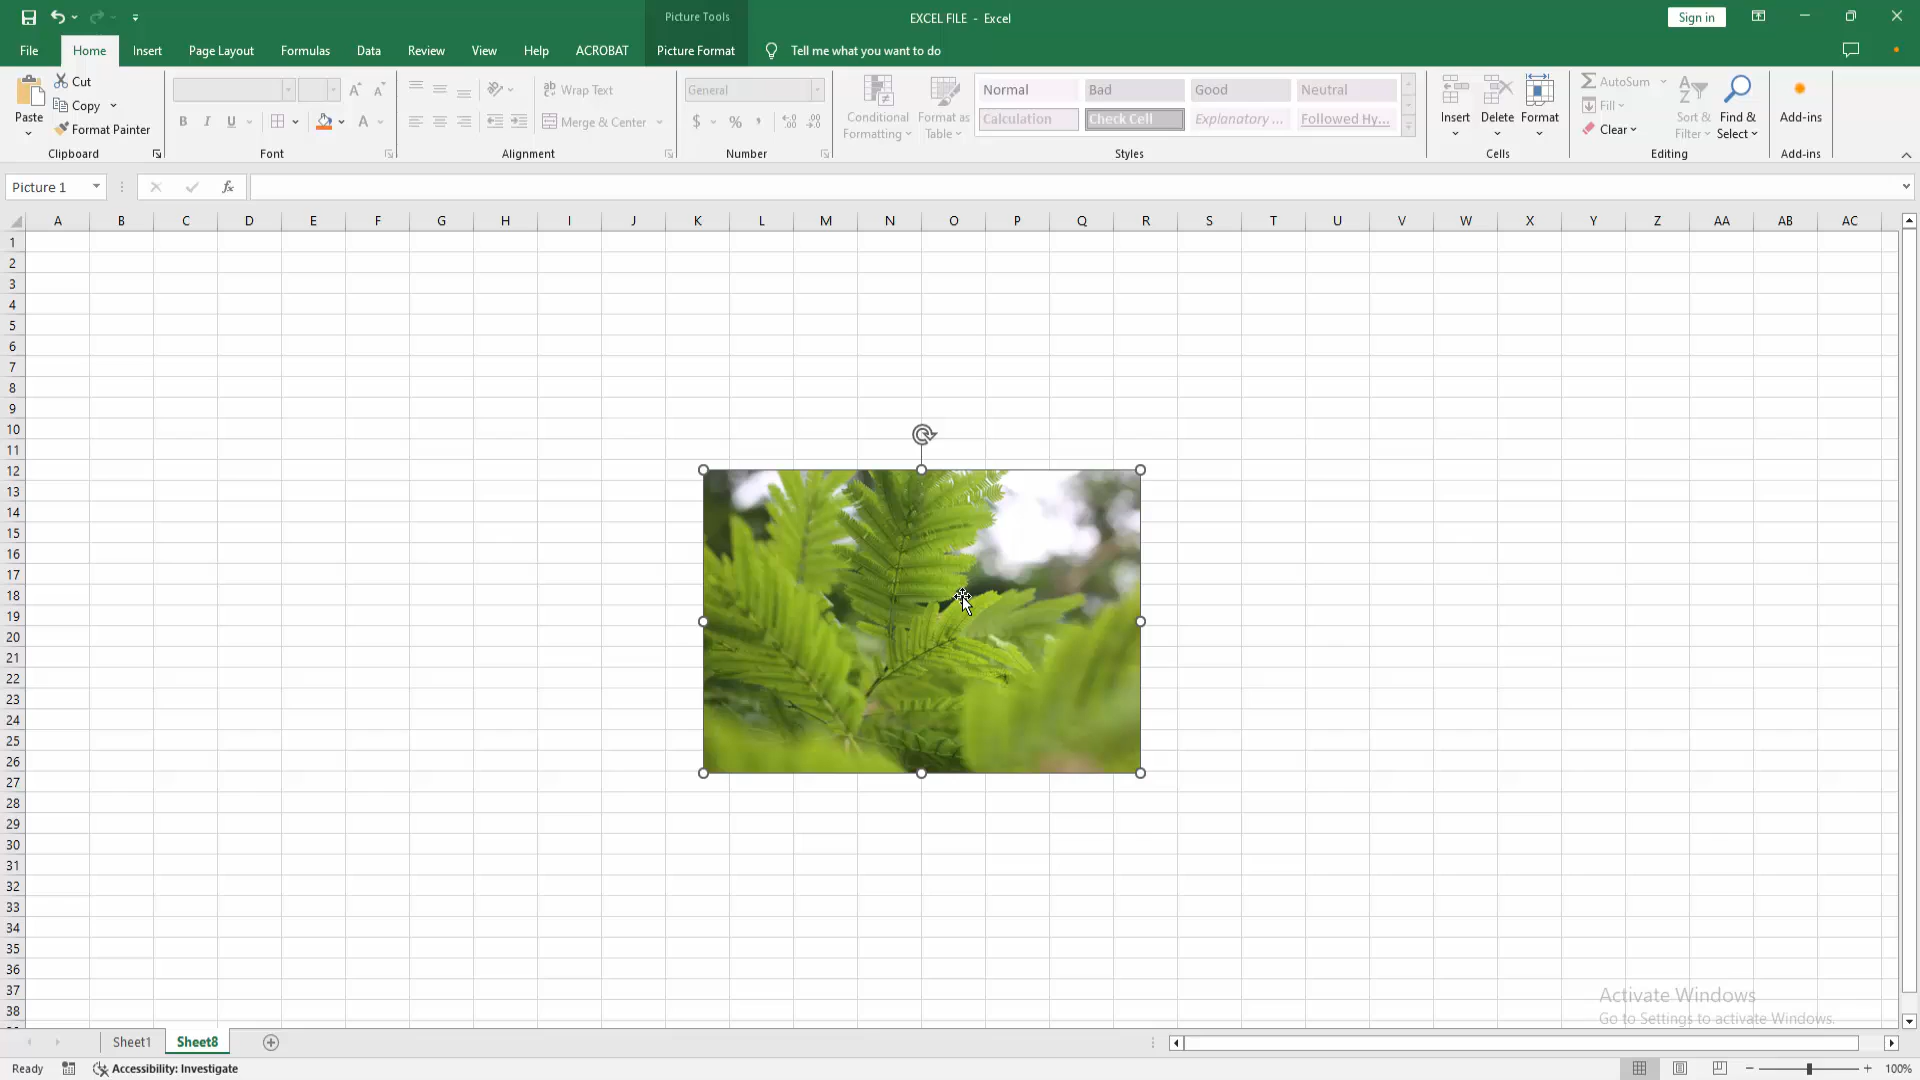 Picture Tools
EXCEL FILE - Excel
Sign in
File Home Insert Page Layout Formulas Data Review View Help ACROBAT Picture Format Tell me what you want to do
Paste
Cut
Copy
Format Painter
Clipboard
B I U
A
Font
Wrap Text
Merge & Center
Alignment
General
$ % ,
Number
Conditional Formatting
Format as Table
Normal Bad Good Neutral
Calculation Check Cell Explanatory ... Followed Hy...
Styles
Insert Delete Format
Cells
AutoSum
Fill
Clear
Sort & Filter
Find & Select
Editing
Add-ins
Add-ins
Picture 1
fx
A B C D E F G H I J K L M N O P Q R S T U V W X Y Z AA AB AC
1
2
3
4
5
6
7
8
9
10
11
12
13
14
15
16
17
18
19
20
21
22
23
24
25
26
27
28
29
30
31
32
33
34
35
36
37
38
Activate Windows
Go to Settings to activate Windows.
Sheet1 Sheet8
Ready Accessibility: Investigate
100%